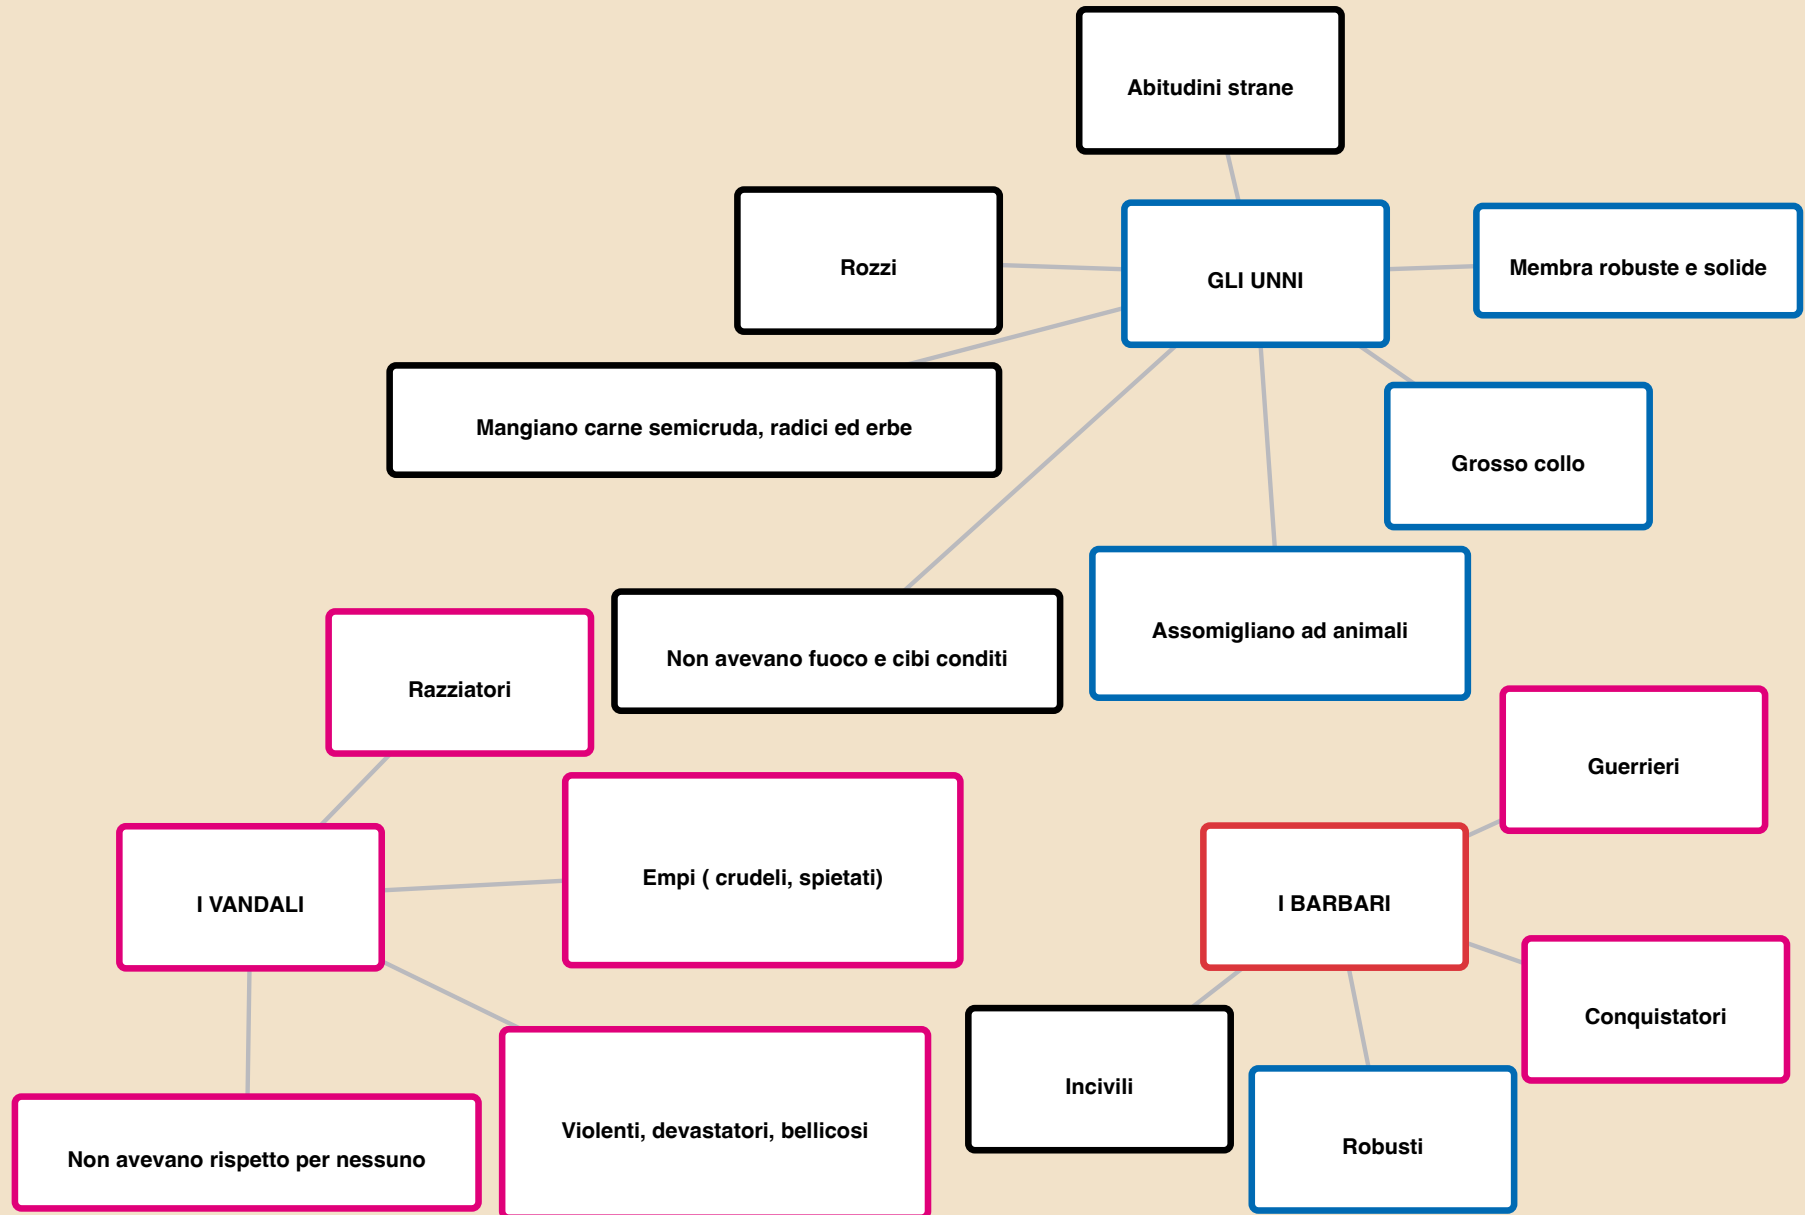 Abitudini strane
Rozzi
GLI UNNI
Membra robuste e solide
Mangiano carne semicruda, radici ed erbe
Grosso collo
Assomigliano ad animali
Non avevano fuoco e cibi conditi
Razziatori
Guerrieri
Empi ( crudeli, spietati)
I VANDALI
I BARBARI
Conquistatori
Incivili
Violenti, devastatori, bellicosi
Robusti
Non avevano rispetto per nessuno